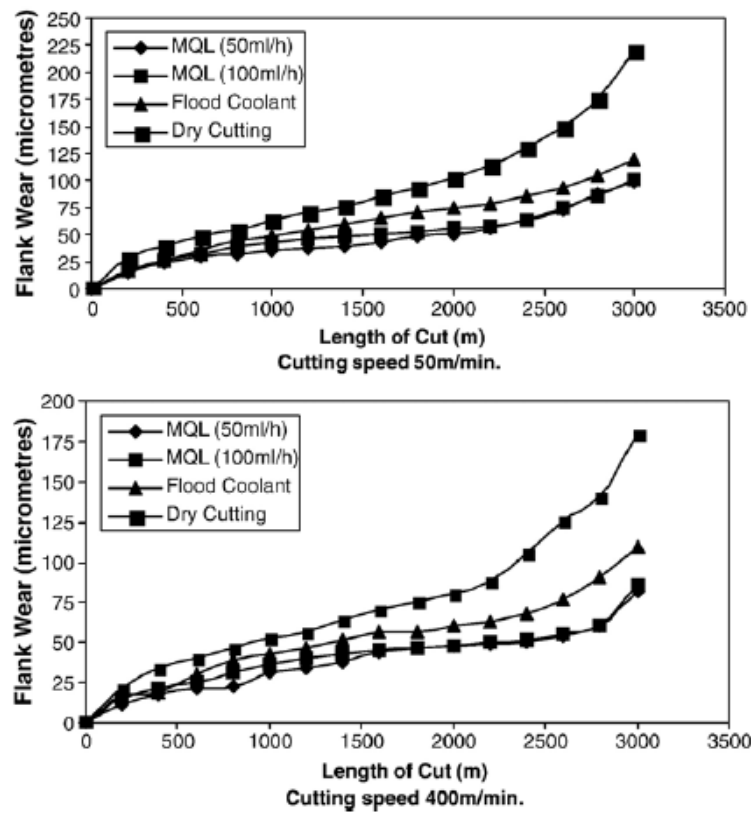 Flank Wear (micrometres)
250
225
200
175
150
125
100
75
50
25
0
MQL (50ml/h)
MQL (100ml/h)
Flood Coolant
Dry Cutting
0 500 1000 1500 2000 2500 3000 3500
Length of Cut (m)
Cutting speed 50m/min.
Flank Wear (micrometres)
200
175
150
125
100
75
50
25
0
MQL (50ml/h)
MQL (100ml/h)
Flood Coolant
Dry Cutting
0 500 1000 1500 2000 2500 3000 3500
Length of Cut (m)
Cutting speed 400m/min.